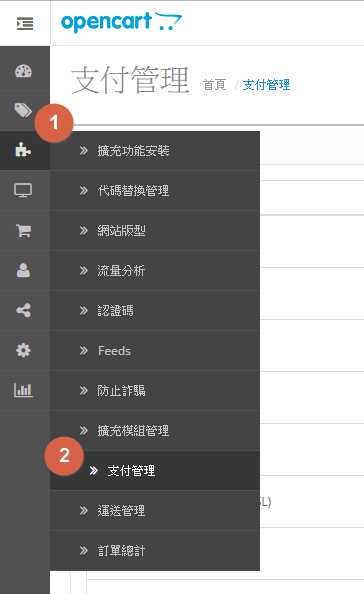 opencart
支付管理 首頁 / 支付管理
1
擴充功能安裝
代碼替換管理
網站版型
流量分析
認證碼
Feeds
防止詐騙
擴充模組管理
2
支付管理
運送管理
SL)
訂單總計